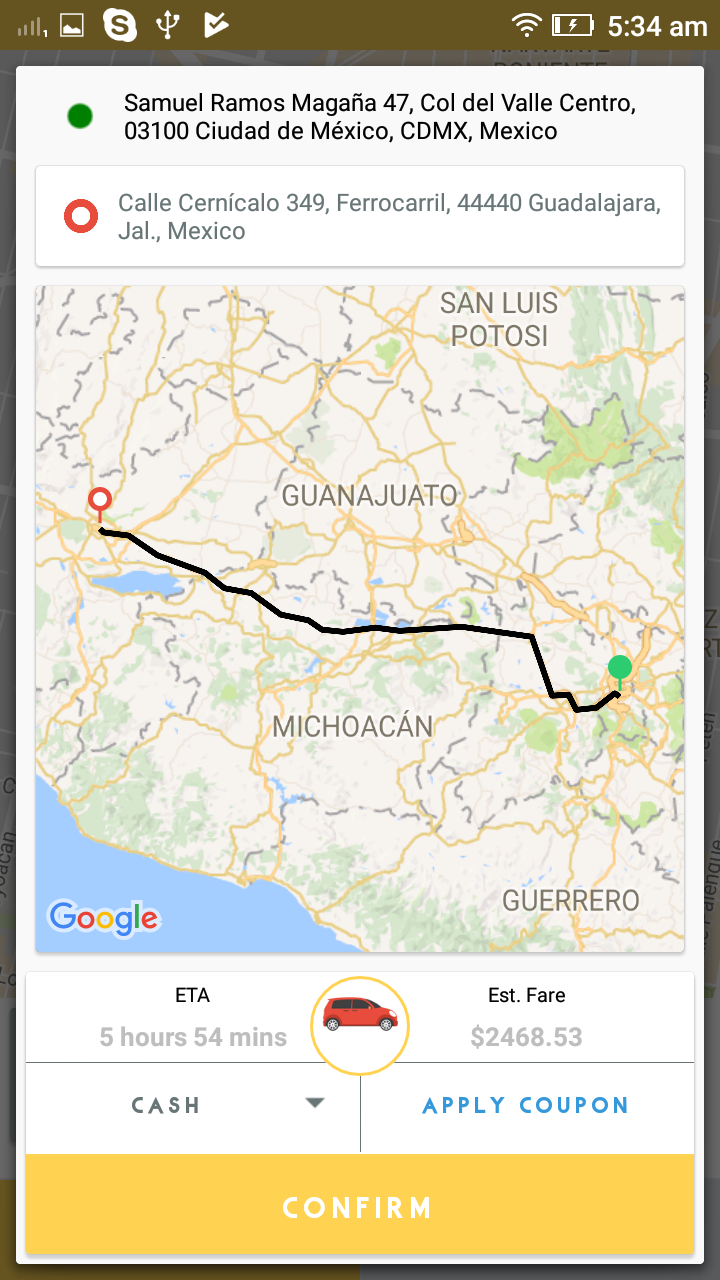 5:34 am
Samuel Ramos Magaña 47, Col del Valle Centro,
03100 Ciudad de México, CDMX, Mexico
Calle Cernícalo 349, Ferrocarril, 44440 Guadalajara,
Jal., Mexico
SAN LUIS
POTOSI
GUANAJUATO
MICHOACÁN
GUERRERO
Google
ETA
Est. Fare
5 hours 54 mins
$2468.53
CASH
APPLY COUPON
CONFIRM